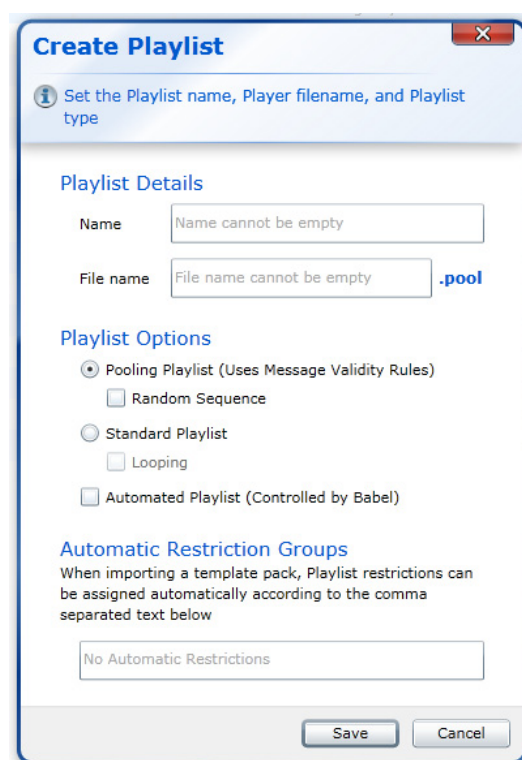 Create Playlist
Set the Playlist name, Player filename, and Playlist
type
Playlist Details
Name
Name cannot be empty
File name
File name cannot be empty
.pool
Playlist Options
Pooling Playlist (Uses Message Validity Rules)
Random Sequence
Standard Playlist
Looping
Automated Playlist (Controlled by Babel)
Automatic Restriction Groups
When importing a template pack, Playlist restrictions can
be assigned automatically according to the comma
separated text below
No Automatic Restrictions
Save
Cancel